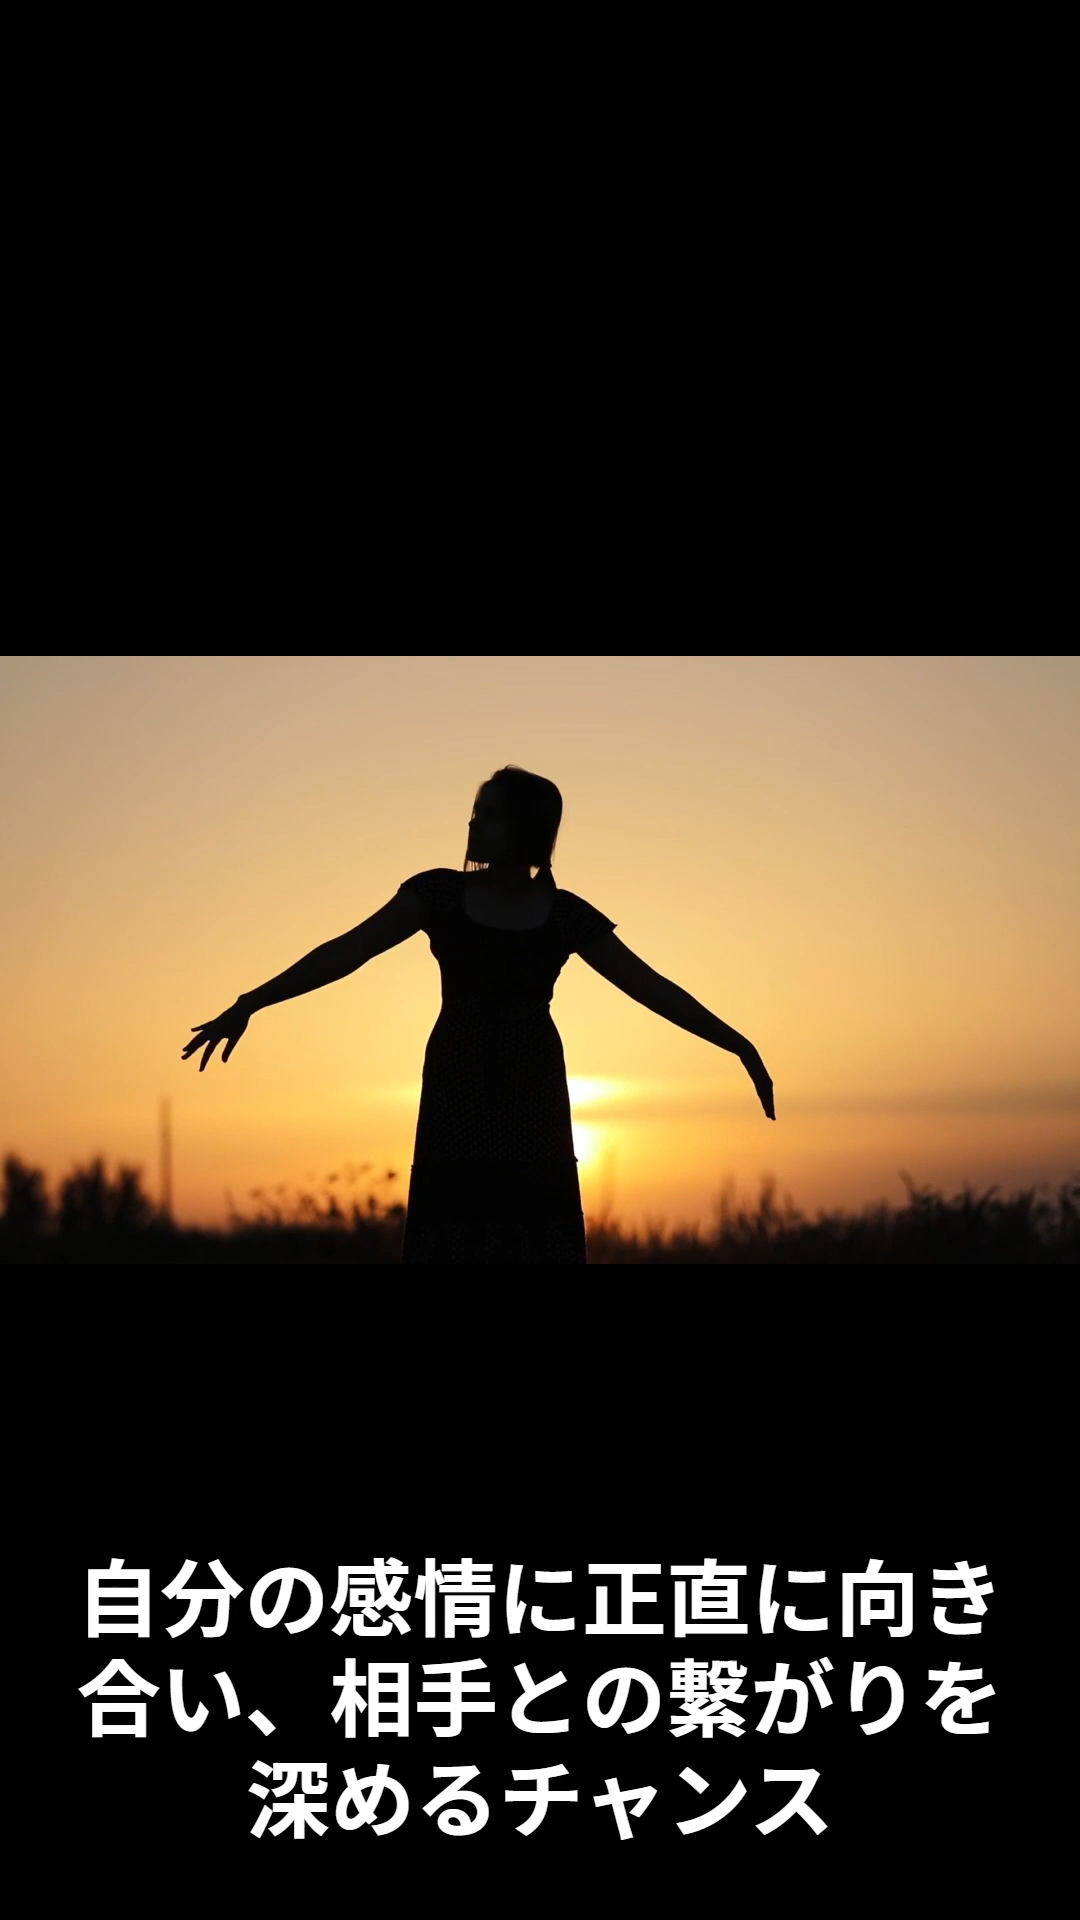 自分の感情に正直に向き
合い、相手との繋がりを
深めるチャンス